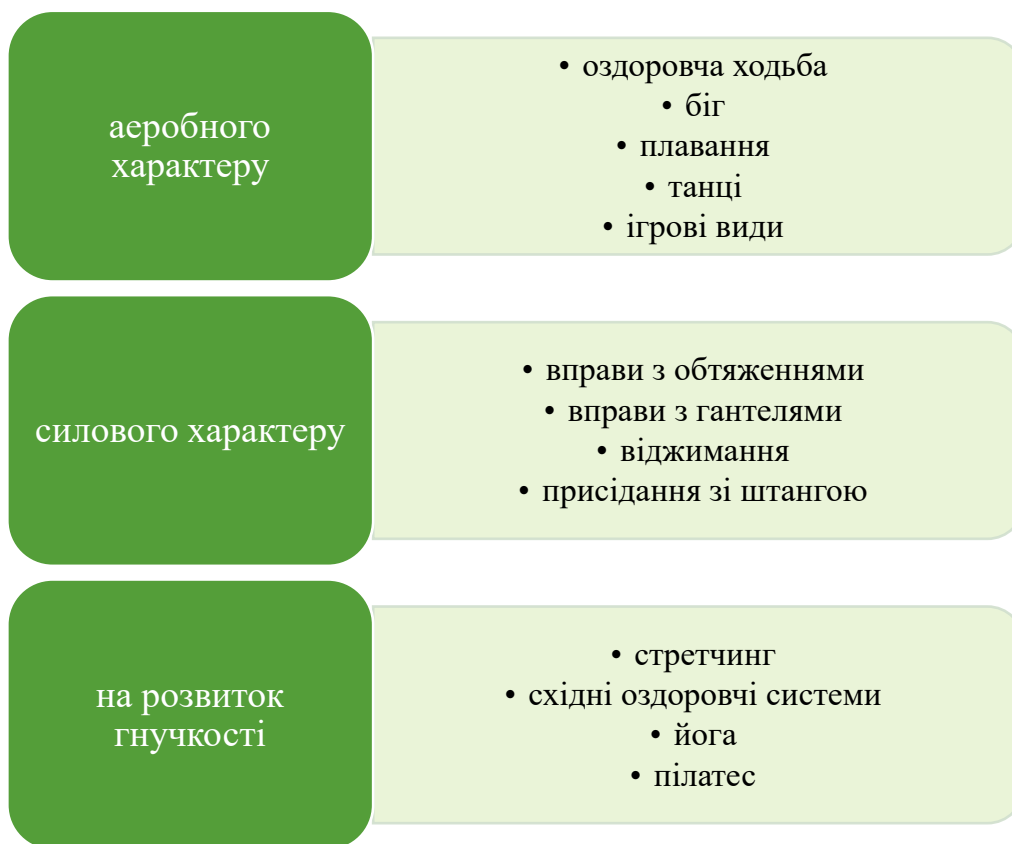 аеробного
характеру
• оздоровча ходьба
• біг
• плавання
• танці
• ігрові види
силового характеру
• вправи з обтяженнями
• вправи з гантелями
• віджимання
• присідання зі штангою
на розвиток
гнучкості
• стретчинг
• східні оздоровчі системи
• йога
• пілатес